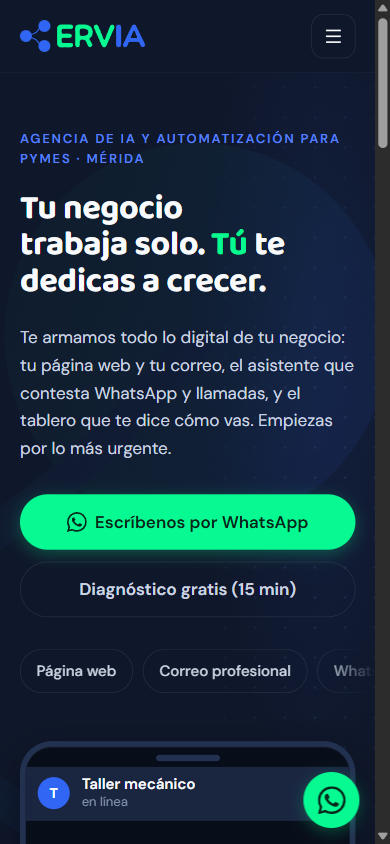 ERVIA
AGENCIA DE IA Y AUTOMATIZACIÓN PARA
PYMES · MÉRIDA
Tu negocio
trabaja solo. Tú te
dedicas a crecer.
Te armamos todo lo digital de tu negocio:
tu página web y tu correo, el asistente que
contesta WhatsApp y llamadas, y el
tablero que te dice cómo vas. Empiezas
por lo más urgente.
Escríbenos por WhatsApp
Diagnóstico gratis (15 min)
Página web Correo profesional What
T Taller mecánico
en línea